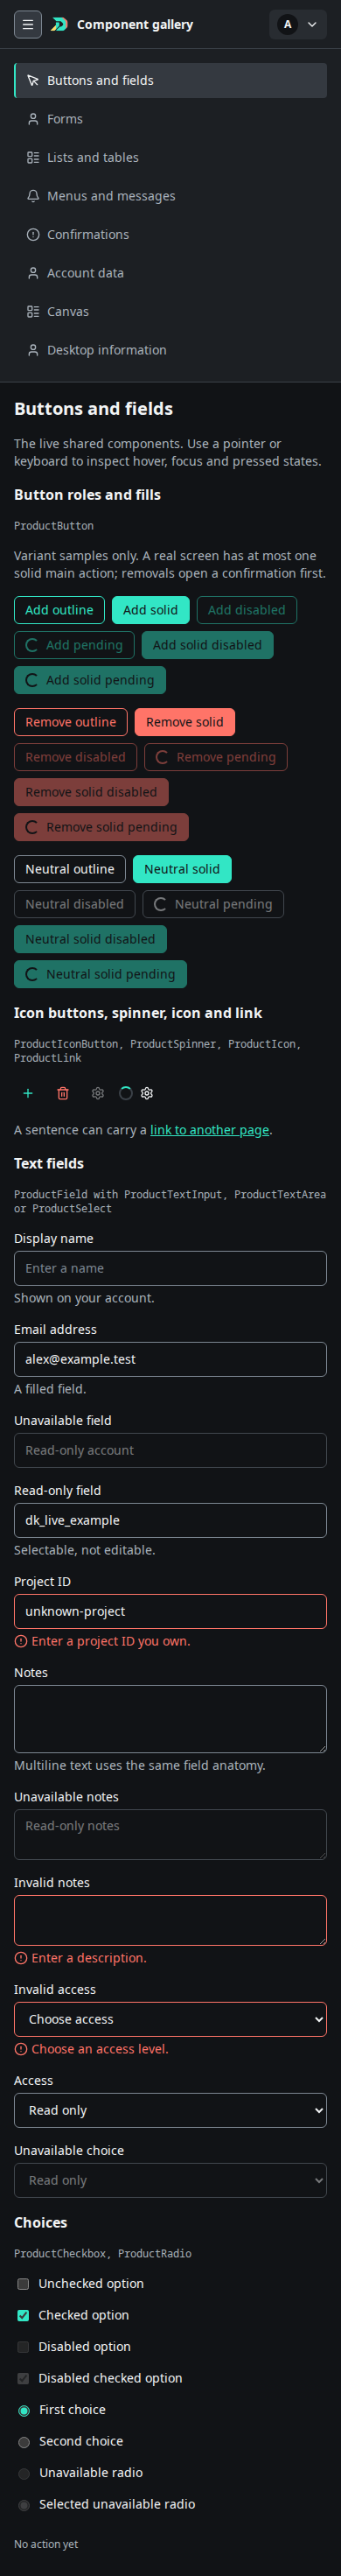 Component gallery
A
Buttons and fields
Forms
Lists and tables
Menus and messages
Confirmations
Account data
Canvas
Desktop information
Buttons and fields
The live shared components. Use a pointer or
keyboard to inspect hover, focus and pressed states.
Button roles and fills
ProductButton
Variant samples only. A real screen has at most one
solid main action; removals open a confirmation first.
Add outline Add solid Add disabled
Add pending Add solid disabled
Add solid pending
Remove outline Remove solid
Remove disabled Remove pending
Remove solid disabled
Remove solid pending
Neutral outline Neutral solid
Neutral disabled Neutral pending
Neutral solid disabled
Neutral solid pending
Icon buttons, spinner, icon and link
ProductIconButton, ProductSpinner, ProductIcon,
ProductLink
A sentence can carry a link to another page.
Text fields
ProductField with ProductTextInput, ProductTextArea
or ProductSelect
Display name
Enter a name
Shown on your account.
Email address
alex@example.test
A filled field.
Unavailable field
Read-only account
Read-only field
dk_live_example
Selectable, not editable.
Project ID
unknown-project
Enter a project ID you own.
Notes
Multiline text uses the same field anatomy.
Unavailable notes
Read-only notes
Invalid notes
Enter a description.
Invalid access
Choose access
Choose an access level.
Access
Read only
Unavailable choice
Read only
Choices
ProductCheckbox, ProductRadio
Unchecked option
Checked option
Disabled option
Disabled checked option
First choice
Second choice
Unavailable radio
Selected unavailable radio
No action yet